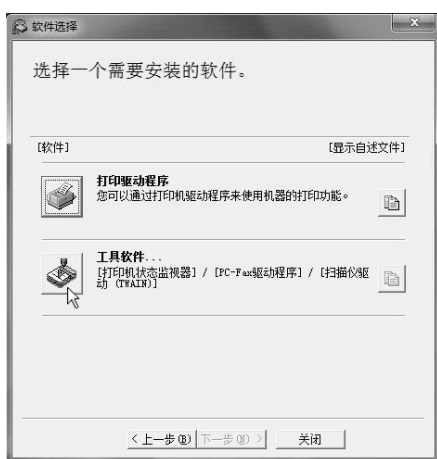 软件选择
选择一个需要安装的软件。
[软件] [显示自述文件]
打印驱动程序
您可以通过打印机驱动程序来使用机器的打印功能。
工具软件...
[打印机状态监视器] / [PC-Fax驱动程序] / [扫描仪驱
动 (TWAIN)]
< 上一步(B) 下一步(N) > 关闭